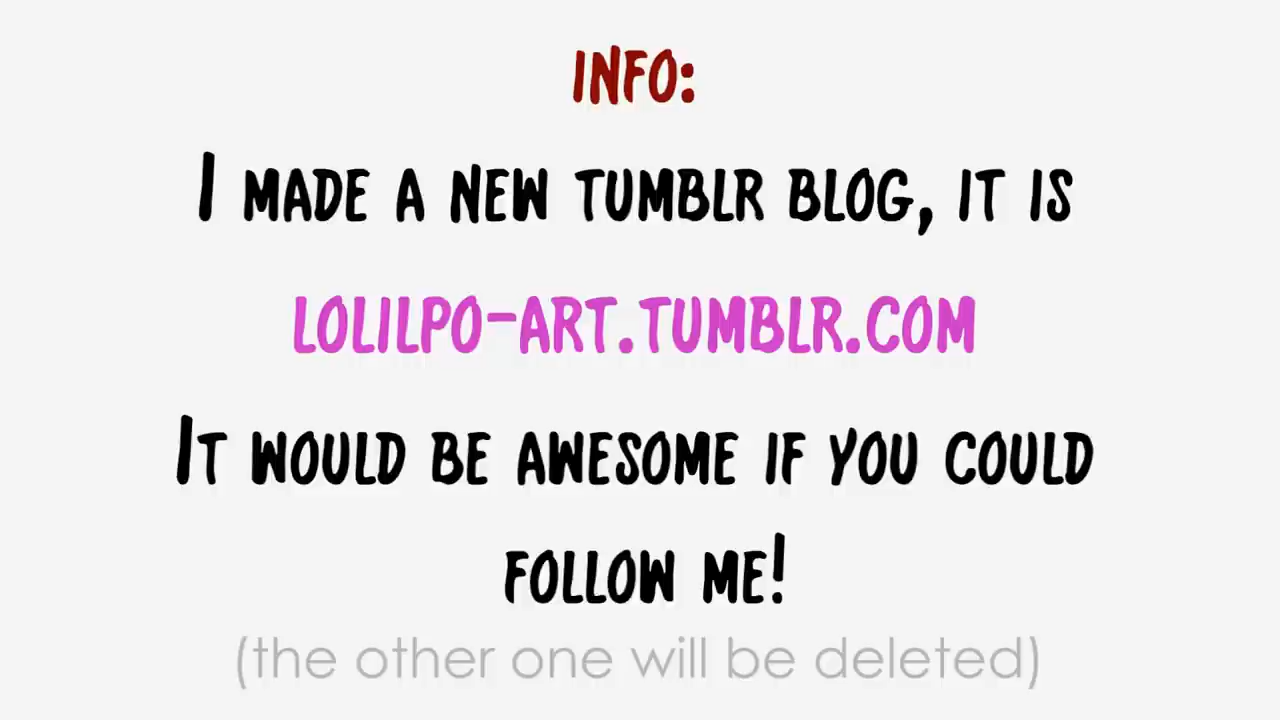 INFO:
I MADE A NEW TUMBLR BLOG, IT IS
LOLILPO-ART.TUMBLR.COM
IT WOULD BE AWESOME IF YOU COULD
FOLLOW ME!
(the other one will be deleted)